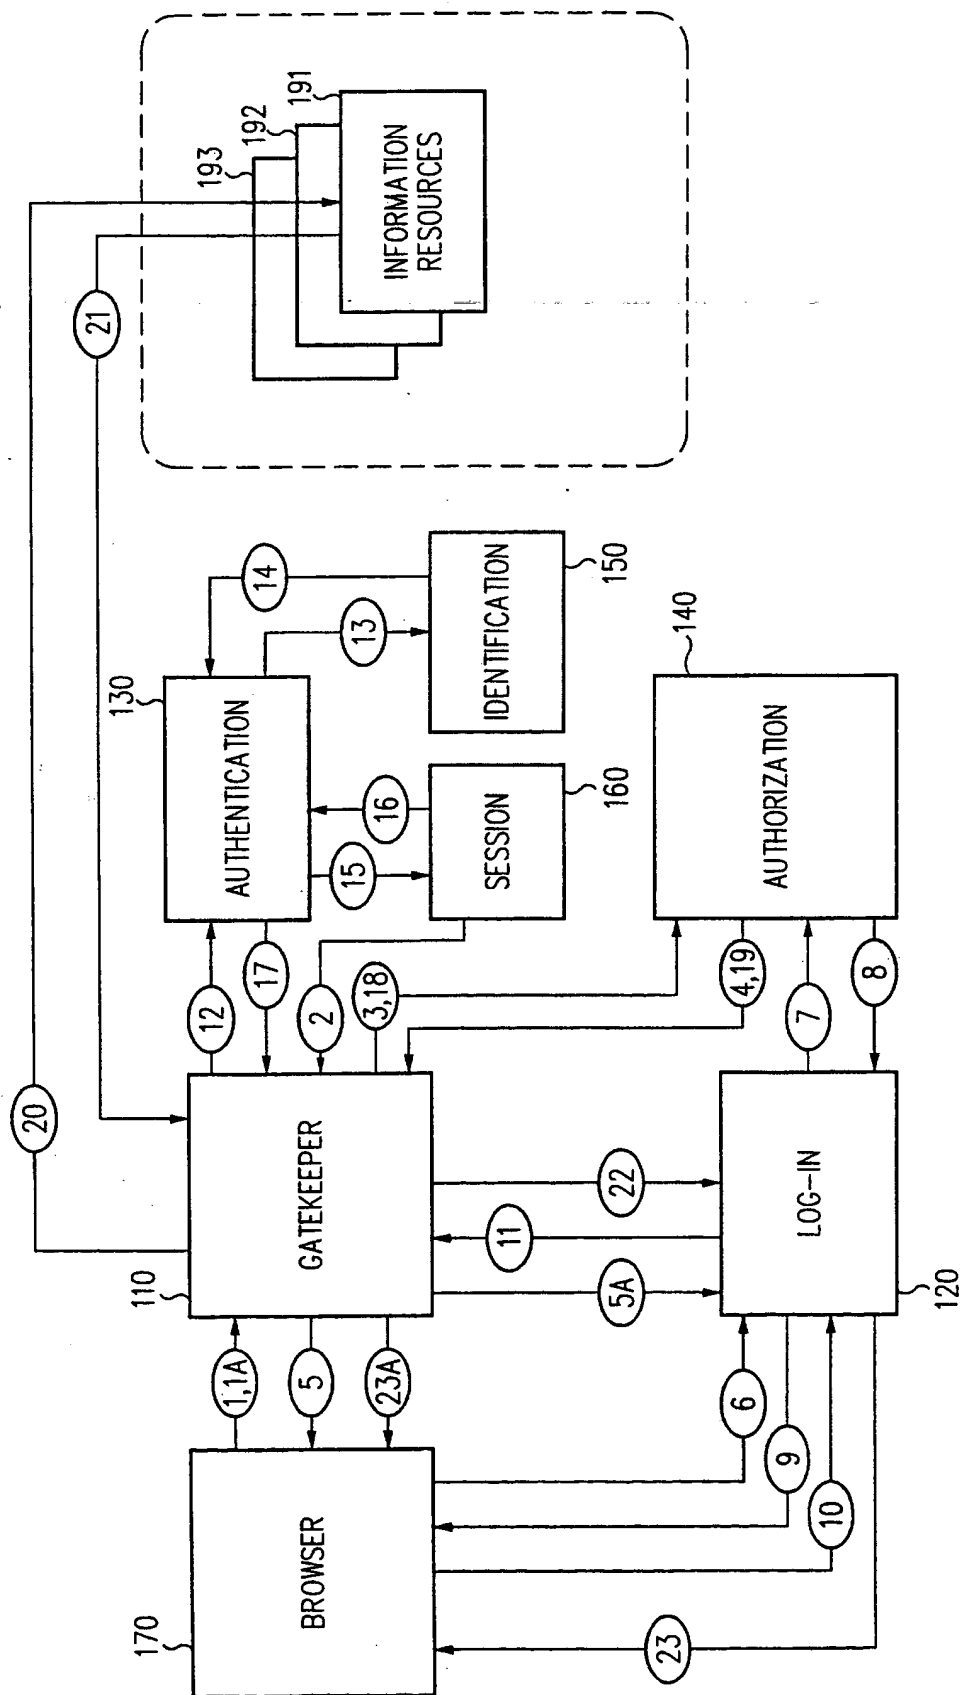 170
BROWSER
1,1A
5
23A
110
GATEKEEPER
20
21
12
17
2
3,18
130
AUTHENTICATION
14
13
15
16
IDENTIFICATION
150
SESSION
160
193
192
191
INFORMATION
RESOURCES
140
AUTHORIZATION
4,19
7
8
22
11
5A
LOG-IN
120
6
9
10
23